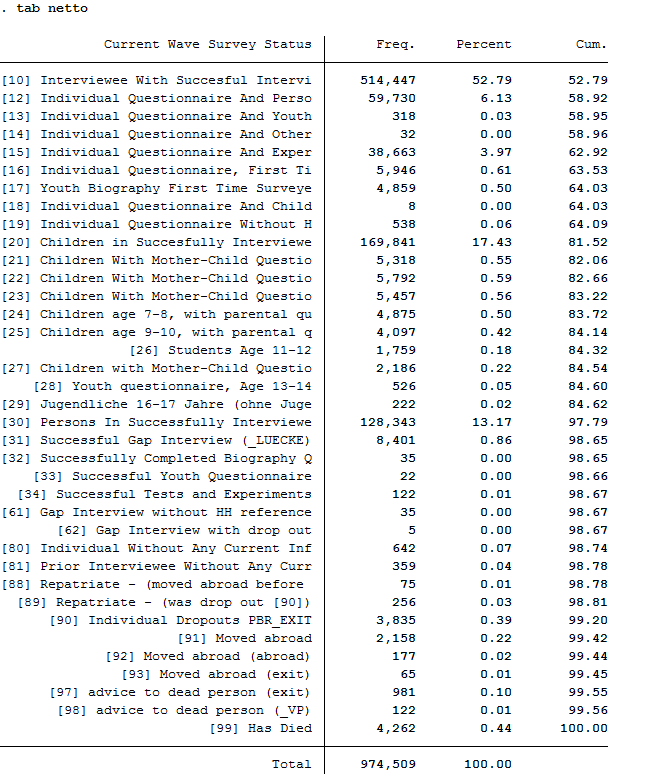 . tab netto
Current Wave Survey Status | Freq. Percent Cum.
[10] Interviewee With Succesful Intervi | 514,447 52.79 52.79
[12] Individual Questionnaire And Perso | 59,730 6.13 58.92
[13] Individual Questionnaire And Youth | 318 0.03 58.95
[14] Individual Questionnaire And Other | 32 0.00 58.96
[15] Individual Questionnaire And Exper | 38,663 3.97 62.92
[16] Individual Questionnaire, First Ti | 5,946 0.61 63.53
[17] Youth Biography First Time Surveye | 4,859 0.50 64.03
[18] Individual Questionnaire And Child | 8 0.00 64.03
[19] Individual Questionnaire Without H | 538 0.06 64.09
[20] Children in Succesfully Interviewe | 169,841 17.43 81.52
[21] Children With Mother-Child Questio | 5,318 0.55 82.06
[22] Children With Mother-Child Questio | 5,792 0.59 82.66
[23] Children With Mother-Child Questio | 5,457 0.56 83.22
[24] Children age 7-8, with parental qu | 4,875 0.50 83.72
[25] Children age 9-10, with parental q | 4,097 0.42 84.14
[26] Students Age 11-12 | 1,759 0.18 84.32
[27] Children with Mother-Child Questio | 2,186 0.22 84.54
[28] Youth questionnaire, Age 13-14 | 526 0.05 84.60
[29] Jugendliche 16-17 Jahre (ohne Juge | 222 0.02 84.62
[30] Persons In Successfully Interviewe | 128,343 13.17 97.79
[31] Successful Gap Interview (_LUECKE) | 8,401 0.86 98.65
[32] Successfully Completed Biography Q | 35 0.00 98.65
[33] Successful Youth Questionnaire | 22 0.00 98.66
[34] Successful Tests and Experiments | 122 0.01 98.67
[61] Gap Interview without HH reference | 35 0.00 98.67
[62] Gap Interview with drop out | 5 0.00 98.67
[80] Individual Without Any Current Inf | 642 0.07 98.74
[81] Prior Interviewee Without Any Curr | 359 0.04 98.78
[88] Repatriate - (moved abroad before | 75 0.01 98.78
[89] Repatriate - (was drop out [90]) | 256 0.03 98.81
[90] Individual Dropouts PBR_EXIT | 3,835 0.39 99.20
[91] Moved abroad | 2,158 0.22 99.42
[92] Moved abroad (abroad) | 177 0.02 99.44
[93] Moved abroad (exit) | 65 0.01 99.45
[97] advice to dead person (exit) | 981 0.10 99.55
[98] advice to dead person (_VP) | 122 0.01 99.56
[99] Has Died | 4,262 0.44 100.00
Total | 974,509 100.00